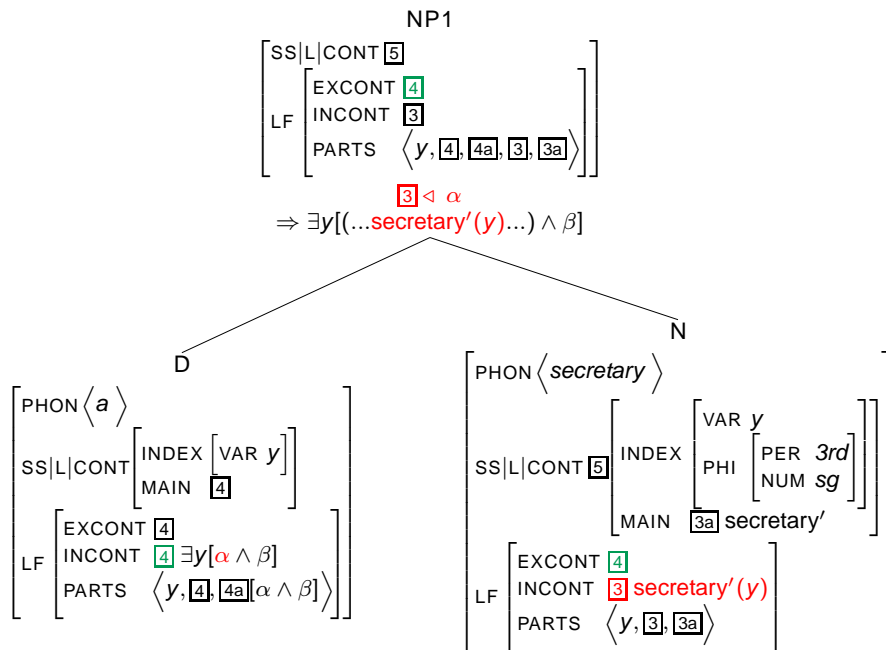 NP1
SS|L|CONT 5
EXCONT 4
LF INCONT 3
PARTS ⟨y, 4, 4a, 3, 3a⟩
3 ◁ α
⇒ ∃y[(...secretary′(y)...) ∧ β]
D
PHON ⟨a⟩
SS|L|CONT INDEX [VAR y]
MAIN 4
EXCONT 4
LF INCONT 4 ∃y[α ∧ β]
PARTS ⟨y, 4, 4a[α ∧ β]⟩
N
PHON ⟨secretary⟩
VAR y
SS|L|CONT 5 INDEX PHI PER 3rd
NUM sg
MAIN 3a secretary′
EXCONT 4
LF INCONT 3 secretary′(y)
PARTS ⟨y, 3, 3a⟩